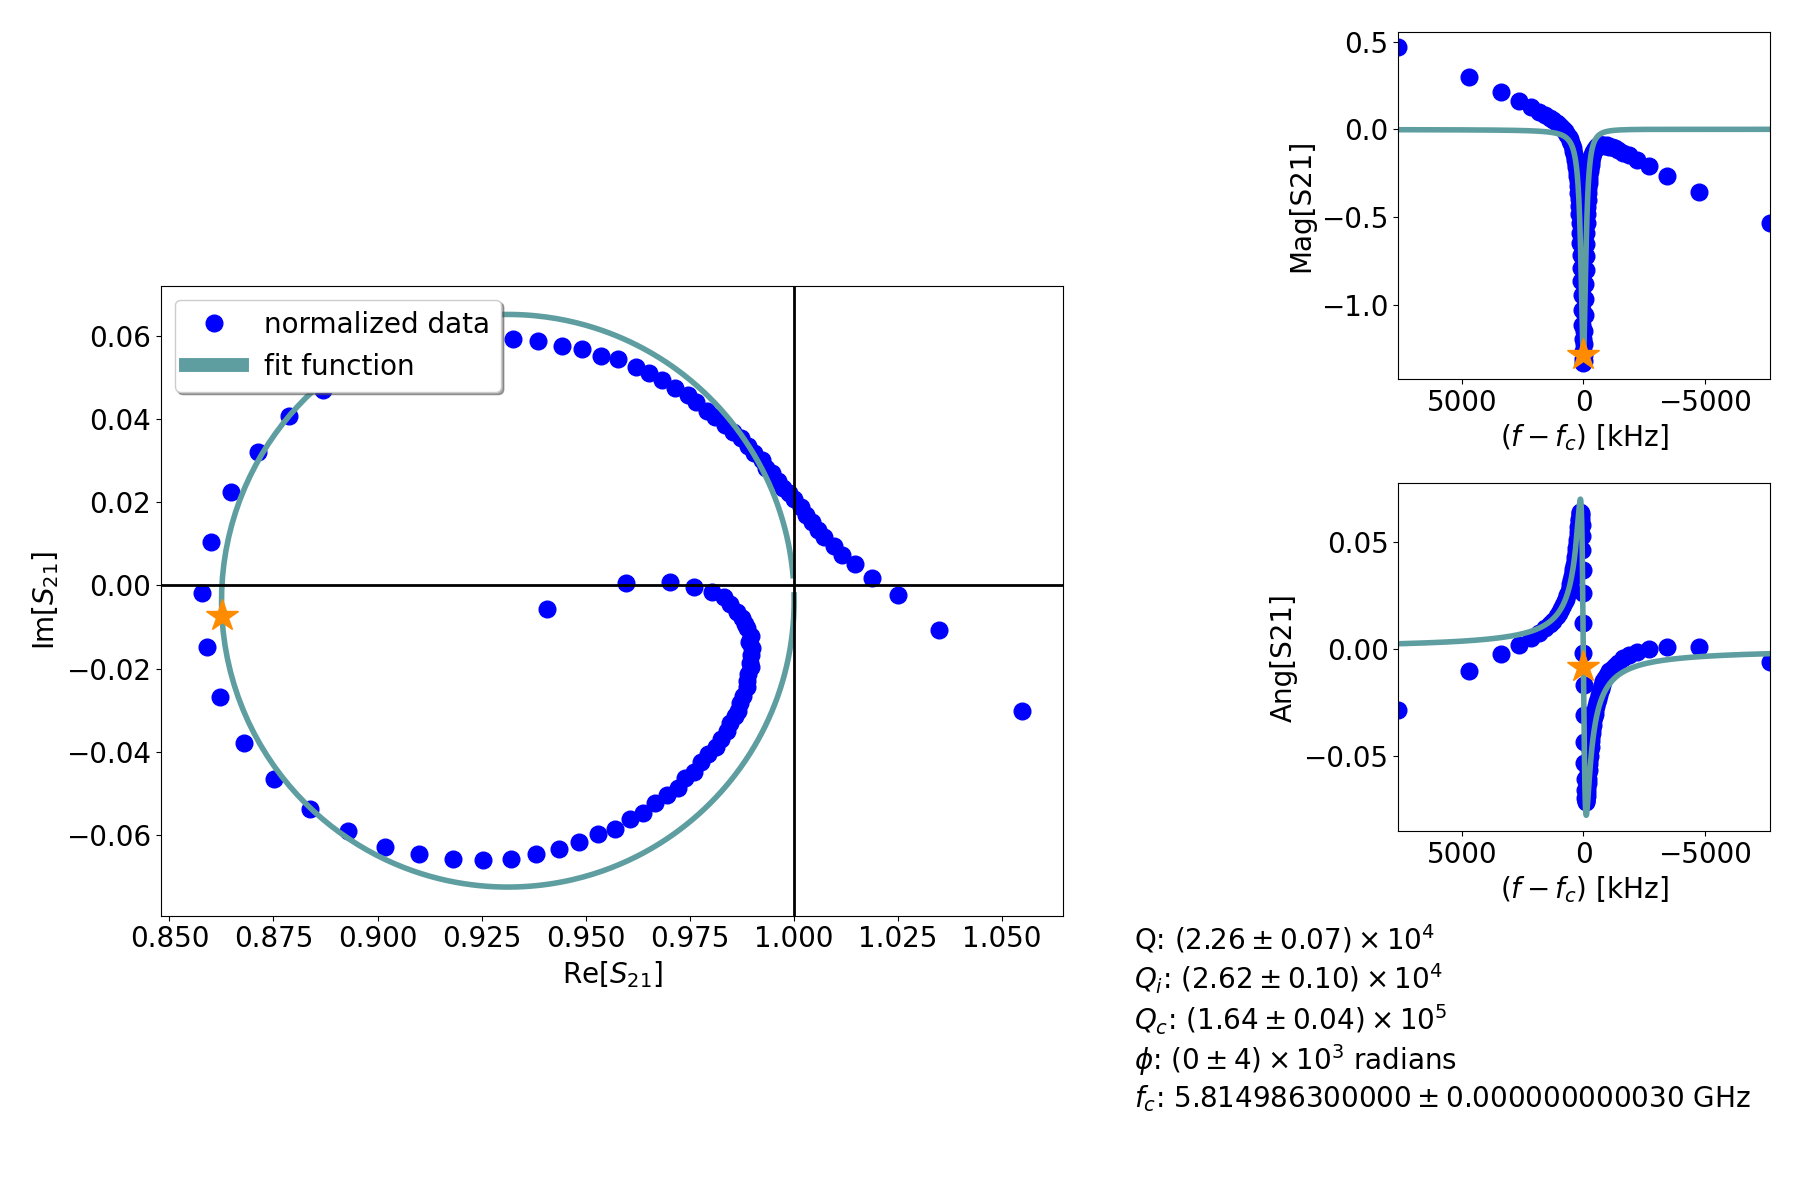 normalized data
fit function
0.06
0.04
0.02
0.00
−0.02
−0.04
−0.06
Im[S21]
0.850 0.875 0.900 0.925 0.950 0.975 1.000 1.025 1.050
Re[S21]
0.5
0.0
−0.5
−1.0
Mag[S21]
5000 0 −5000
(f − fc) [kHz]
0.05
0.00
−0.05
Ang[S21]
5000 0 −5000
(f − fc) [kHz]
Q: (2.26 ± 0.07) × 10^4
Qi: (2.62 ± 0.10) × 10^4
Qc: (1.64 ± 0.04) × 10^5
ϕ: (0 ± 4) × 10^3 radians
fc: 5.814986300000 ± 0.000000000030 GHz